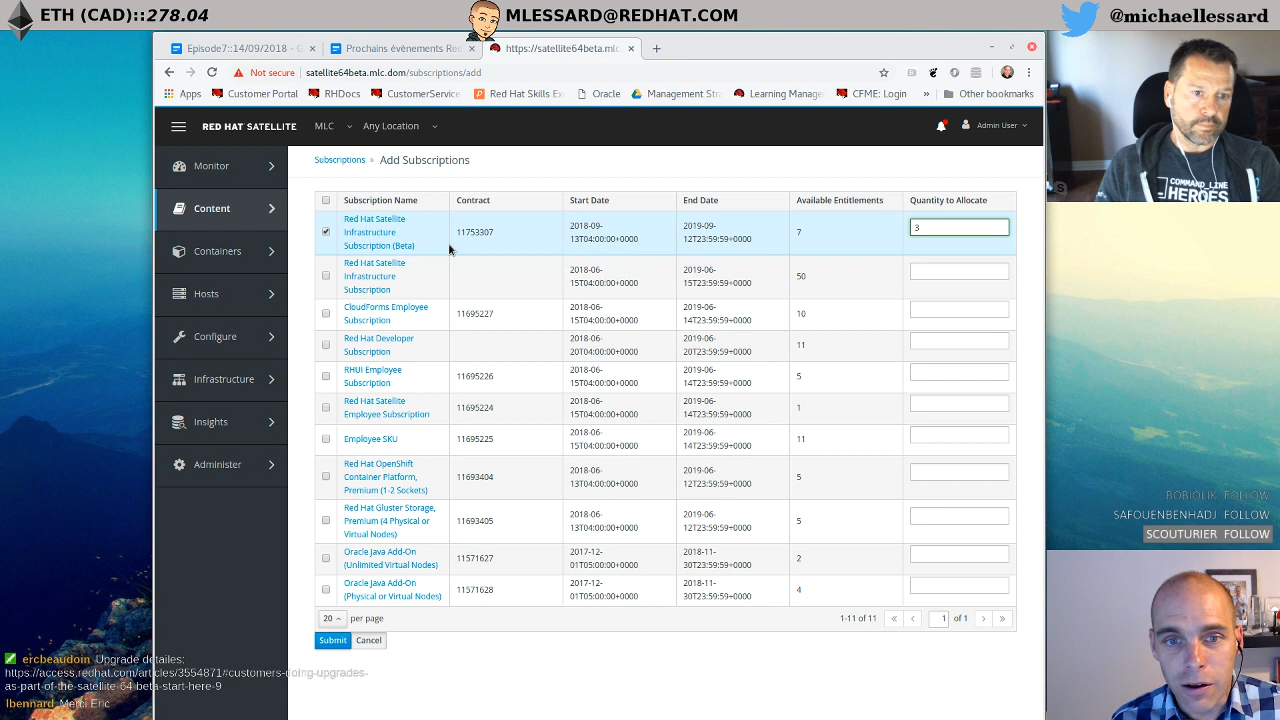 ETH (CAD)::278.04
MLESSARD@REDHAT.COM
@michaellessard
Episode7::14/09/2018 - G
Prochains évènements Red
https://satellite64beta.mlc
Not secure
satellite64beta.mlc.dom/subscriptions/add
Apps
Customer Portal
RHDocs
CustomerService
Red Hat Skills Ex
Oracle
Management Stra
Learning Manage
CFME: Login
»
Other bookmarks
RED HAT SATELLITE
MLC
Any Location
Admin User
Monitor
Content
Containers
Hosts
Configure
Infrastructure
Insights
Administer
Subscriptions » Add Subscriptions
Subscription Name Contract Start Date End Date Available Entitlements Quantity to Allocate
Red Hat Satellite
Infrastructure
Subscription (Beta)
11753307
2018-09-
13T04:00:00+0000
2019-09-
12T23:59:59+0000
7
3
Red Hat Satellite
Infrastructure
Subscription
2018-06-
15T04:00:00+0000
2019-06-
15T23:59:59+0000
50
CloudForms Employee
Subscription
11695227
2018-06-
15T04:00:00+0000
2019-06-
14T23:59:59+0000
10
Red Hat Developer
Subscription
2018-06-
20T04:00:00+0000
2019-06-
20T23:59:59+0000
11
RHUI Employee
Subscription
11695226
2018-06-
15T04:00:00+0000
2019-06-
14T23:59:59+0000
5
Red Hat Satellite
Employee Subscription
11695224
2018-06-
15T04:00:00+0000
2019-06-
14T23:59:59+0000
1
Employee SKU
11695225
2018-06-
15T04:00:00+0000
2019-06-
14T23:59:59+0000
11
Red Hat OpenShift
Container Platform,
Premium (1-2 Sockets)
11693404
2018-06-
13T04:00:00+0000
2019-06-
12T23:59:59+0000
5
Red Hat Gluster Storage,
Premium (4 Physical or
Virtual Nodes)
11693405
2018-06-
13T04:00:00+0000
2019-06-
12T23:59:59+0000
5
Oracle Java Add-On
(Unlimited Virtual Nodes)
11571627
2017-12-
01T05:00:00+0000
2018-11-
30T23:59:59+0000
2
Oracle Java Add-On
(Physical or Virtual Nodes)
11571628
2017-12-
01T05:00:00+0000
2018-11-
30T23:59:59+0000
4
20 per page
1-11 of 11 « ‹ 1 of 1 › »
Submit Cancel
COMMAND_LINE
HEROES
BOBIOLIK FOLLOW
SAFOUENBENHADJ FOLLOW
SCOUTURIER FOLLOW
ercbeaudoin Upgrade detailes:
https://access.redhat.com/articles/3554871#customers-doing-upgrades-
as-part-of-the-satellite-64-beta-start-here-9
lbennard Merci Eric